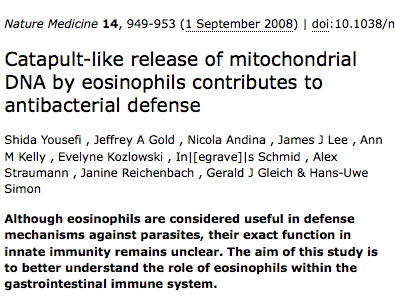 Nature Medicine 14, 949-953 (1 September 2008) | doi:10.1038/n
Catapult-like release of mitochondrial
DNA by eosinophils contributes to
antibacterial defense
Shida Yousefi , Jeffrey A Gold , Nicola Andina , James J Lee , Ann
M Kelly , Evelyne Kozlowski , In|[egrave]|s Schmid , Alex
Straumann , Janine Reichenbach , Gerald J Gleich & Hans-Uwe
Simon
Although eosinophils are considered useful in defense
mechanisms against parasites, their exact function in
innate immunity remains unclear. The aim of this study is
to better understand the role of eosinophils within the
gastrointestinal immune system.